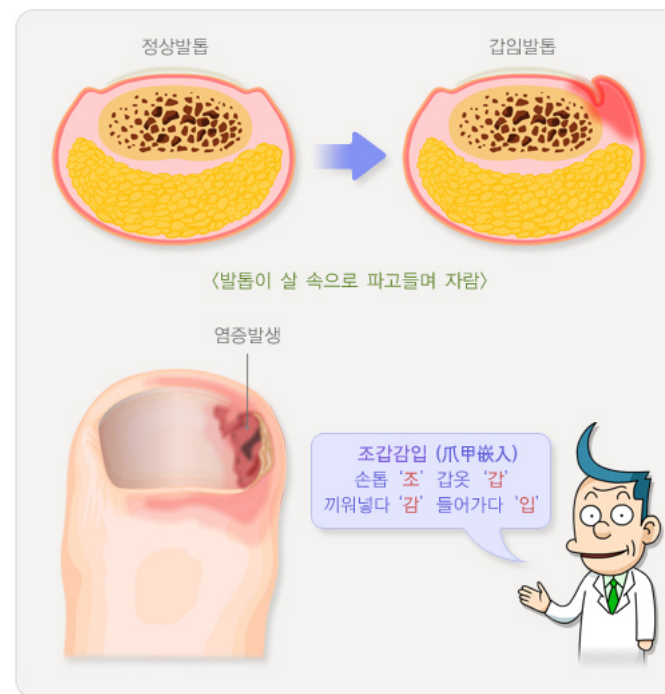 정상발톱
갑임발톱
<발톱이 살 속으로 파고들며 자람>
염증발생
조갑감입 (爪甲嵌入)
손톱 ‘조’ 갑옷 ‘갑’
끼워넣다 ‘감’ 들어가다 ‘입’